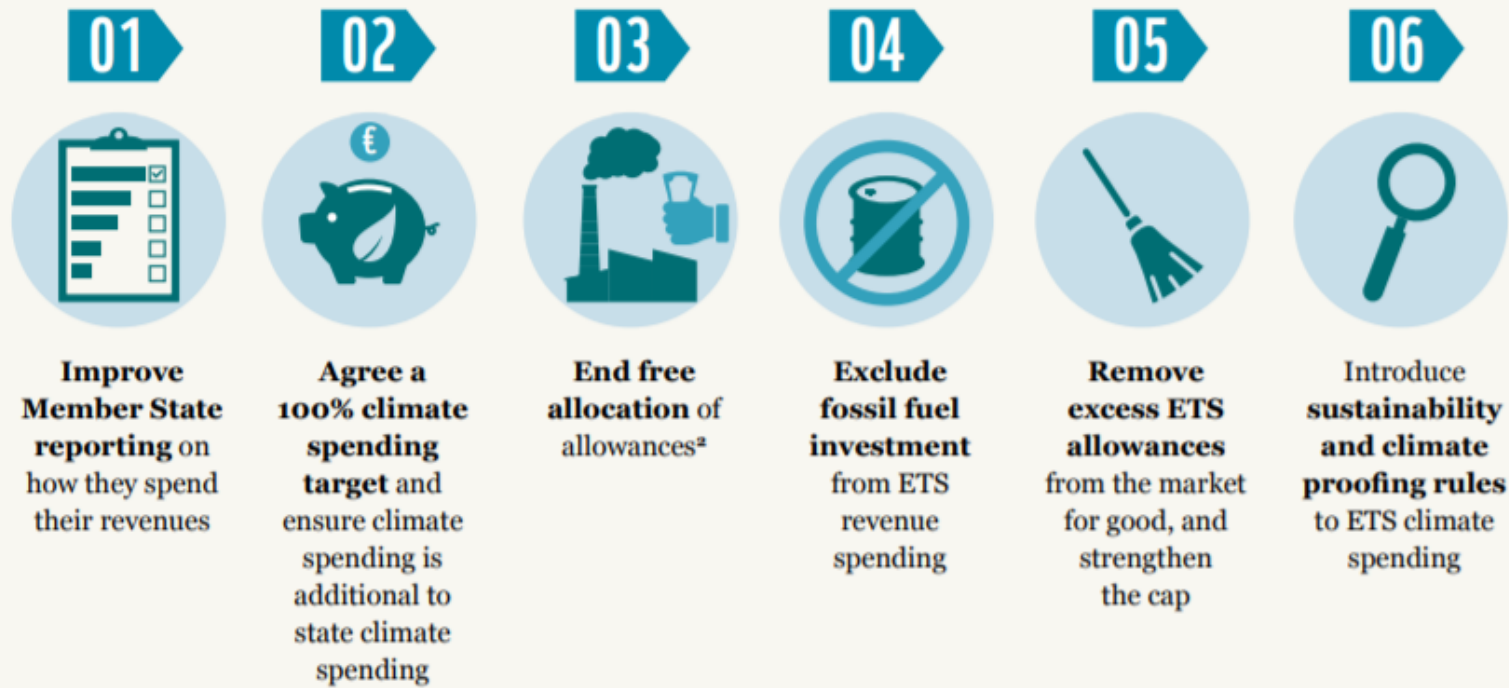 01
Improve
Member State
reporting on
how they spend
their revenues
02
€
Agree a
100% climate
spending
target and
ensure climate
spending is
additional to
state climate
spending
03
End free
allocation of
allowances²
04
Exclude
fossil fuel
investment
from ETS
revenue
spending
05
Remove
excess ETS
allowances
from the market
for good, and
strengthen
the cap
06
Introduce
sustainability
and climate
proofing rules
to ETS climate
spending